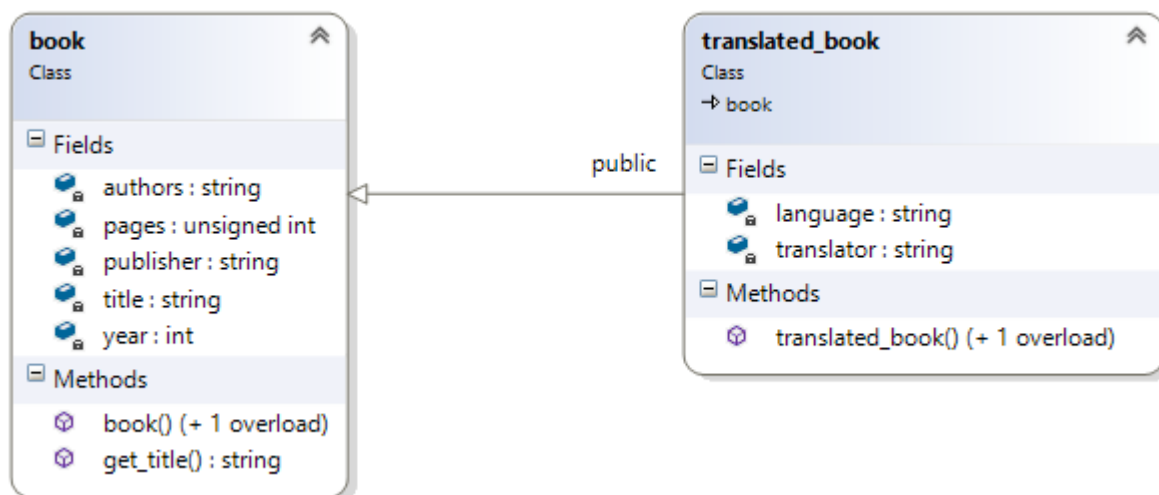 book
Class
Fields
authors : string
pages : unsigned int
publisher : string
title : string
year : int
Methods
book() (+ 1 overload)
get_title() : string
public
translated_book
Class
book
Fields
language : string
translator : string
Methods
translated_book() (+ 1 overload)